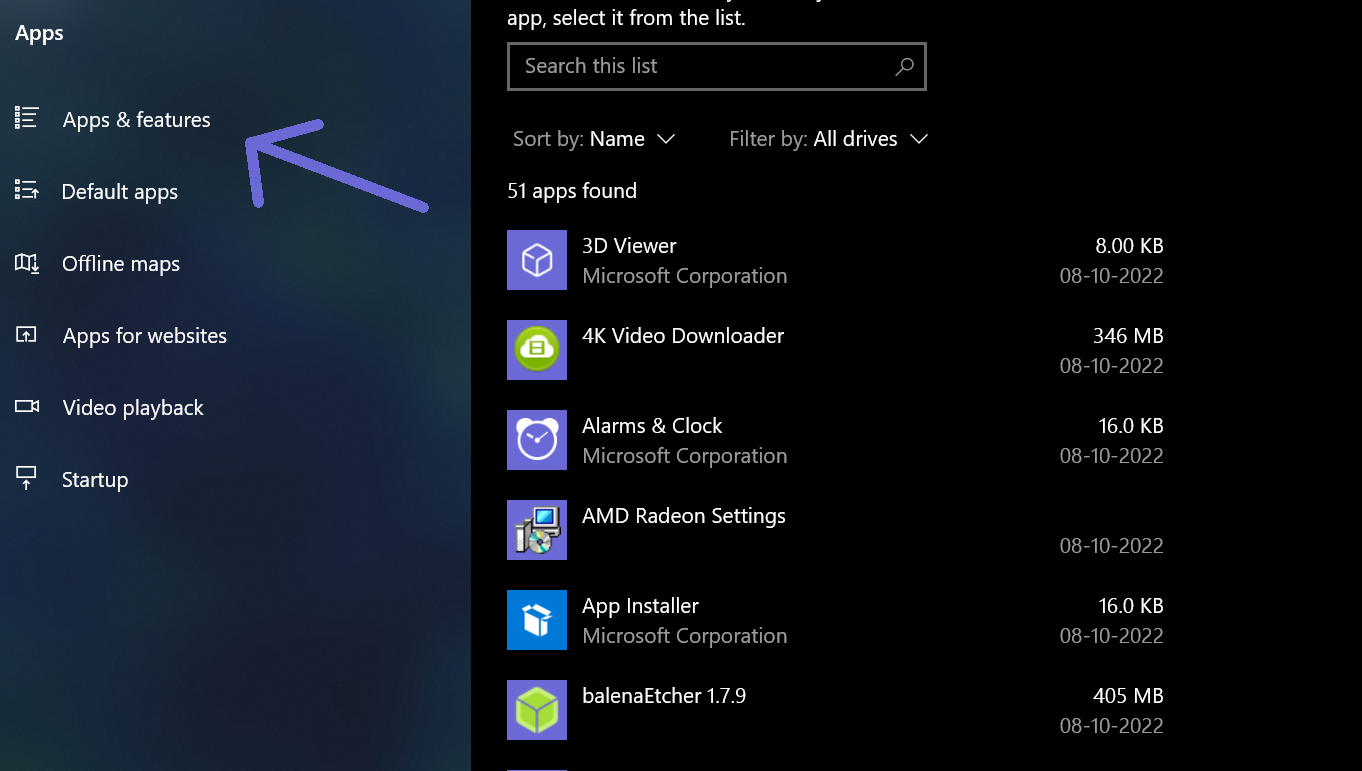 Apps
Apps & features
Default apps
Offline maps
Apps for websites
Video playback
Startup
app, select it from the list.
Search this list
Sort by: Name
Filter by: All drives
51 apps found
3D Viewer
8.00 KB
Microsoft Corporation
08-10-2022
4K Video Downloader
346 MB
08-10-2022
Alarms & Clock
16.0 KB
Microsoft Corporation
08-10-2022
AMD Radeon Settings
08-10-2022
App Installer
16.0 KB
Microsoft Corporation
08-10-2022
balenaEtcher 1.7.9
405 MB
08-10-2022